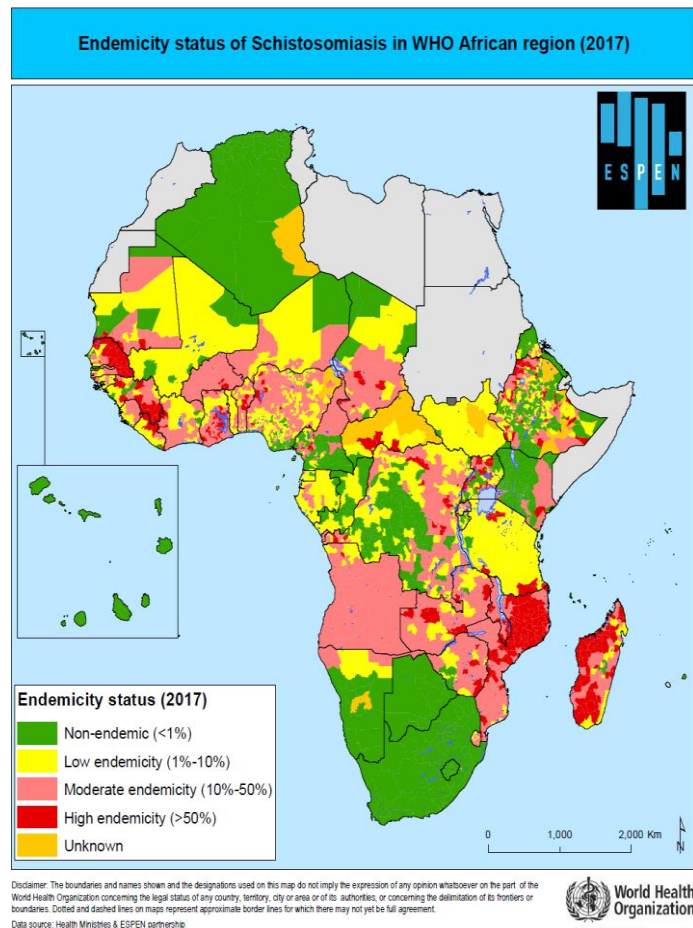 Endemicity status of Schistosomiasis in WHO African region (2017)
ESPEN
Endemicity status (2017)
Non-endemic (<1%)
Low endemicity (1%-10%)
Moderate endemicity (10%-50%)
High endemicity (>50%)
Unknown
N
0 1,000 2,000 Km
Disclaimer: The boundaries and names shown and the designations used on this map do not imply the expression of any opinion whatsoever on the part of the
World Health Organization concerning the legal status of any country, territory, city or area or of its authorities, or concerning the delimitation of its frontiers or
boundaries. Dotted and dashed lines on maps represent approximate border lines for which there may not yet be full agreement.
Data source: Health Ministries & ESPEN partnership
World Health
Organization